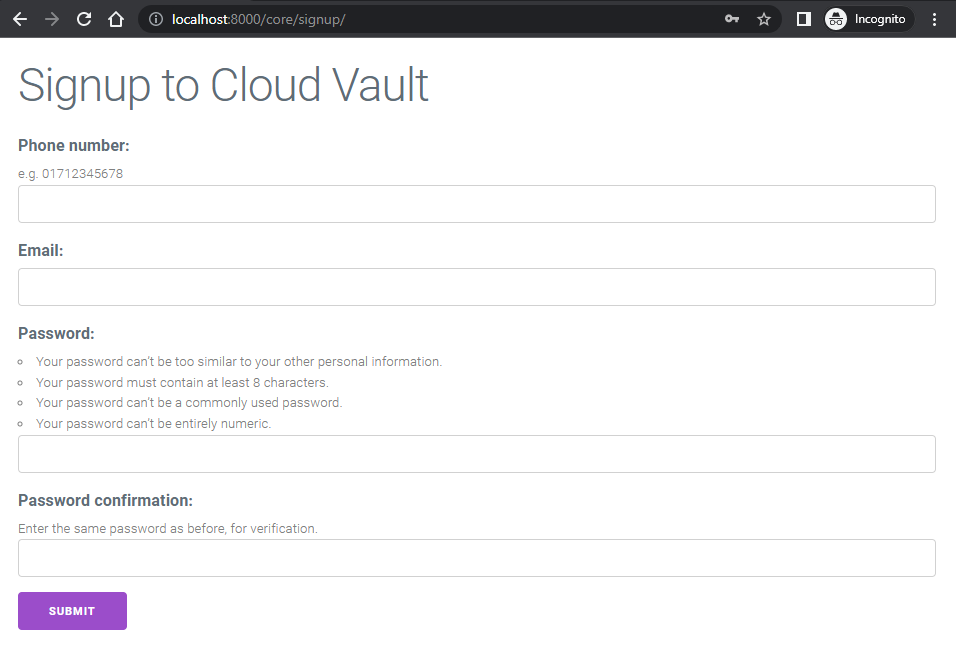 localhost:8000/core/signup/
Incognito
Signup to Cloud Vault
Phone number:
e.g. 01712345678
Email:
Password:
Your password can’t be too similar to your other personal information.
Your password must contain at least 8 characters.
Your password can’t be a commonly used password.
Your password can’t be entirely numeric.
Password confirmation:
Enter the same password as before, for verification.
SUBMIT